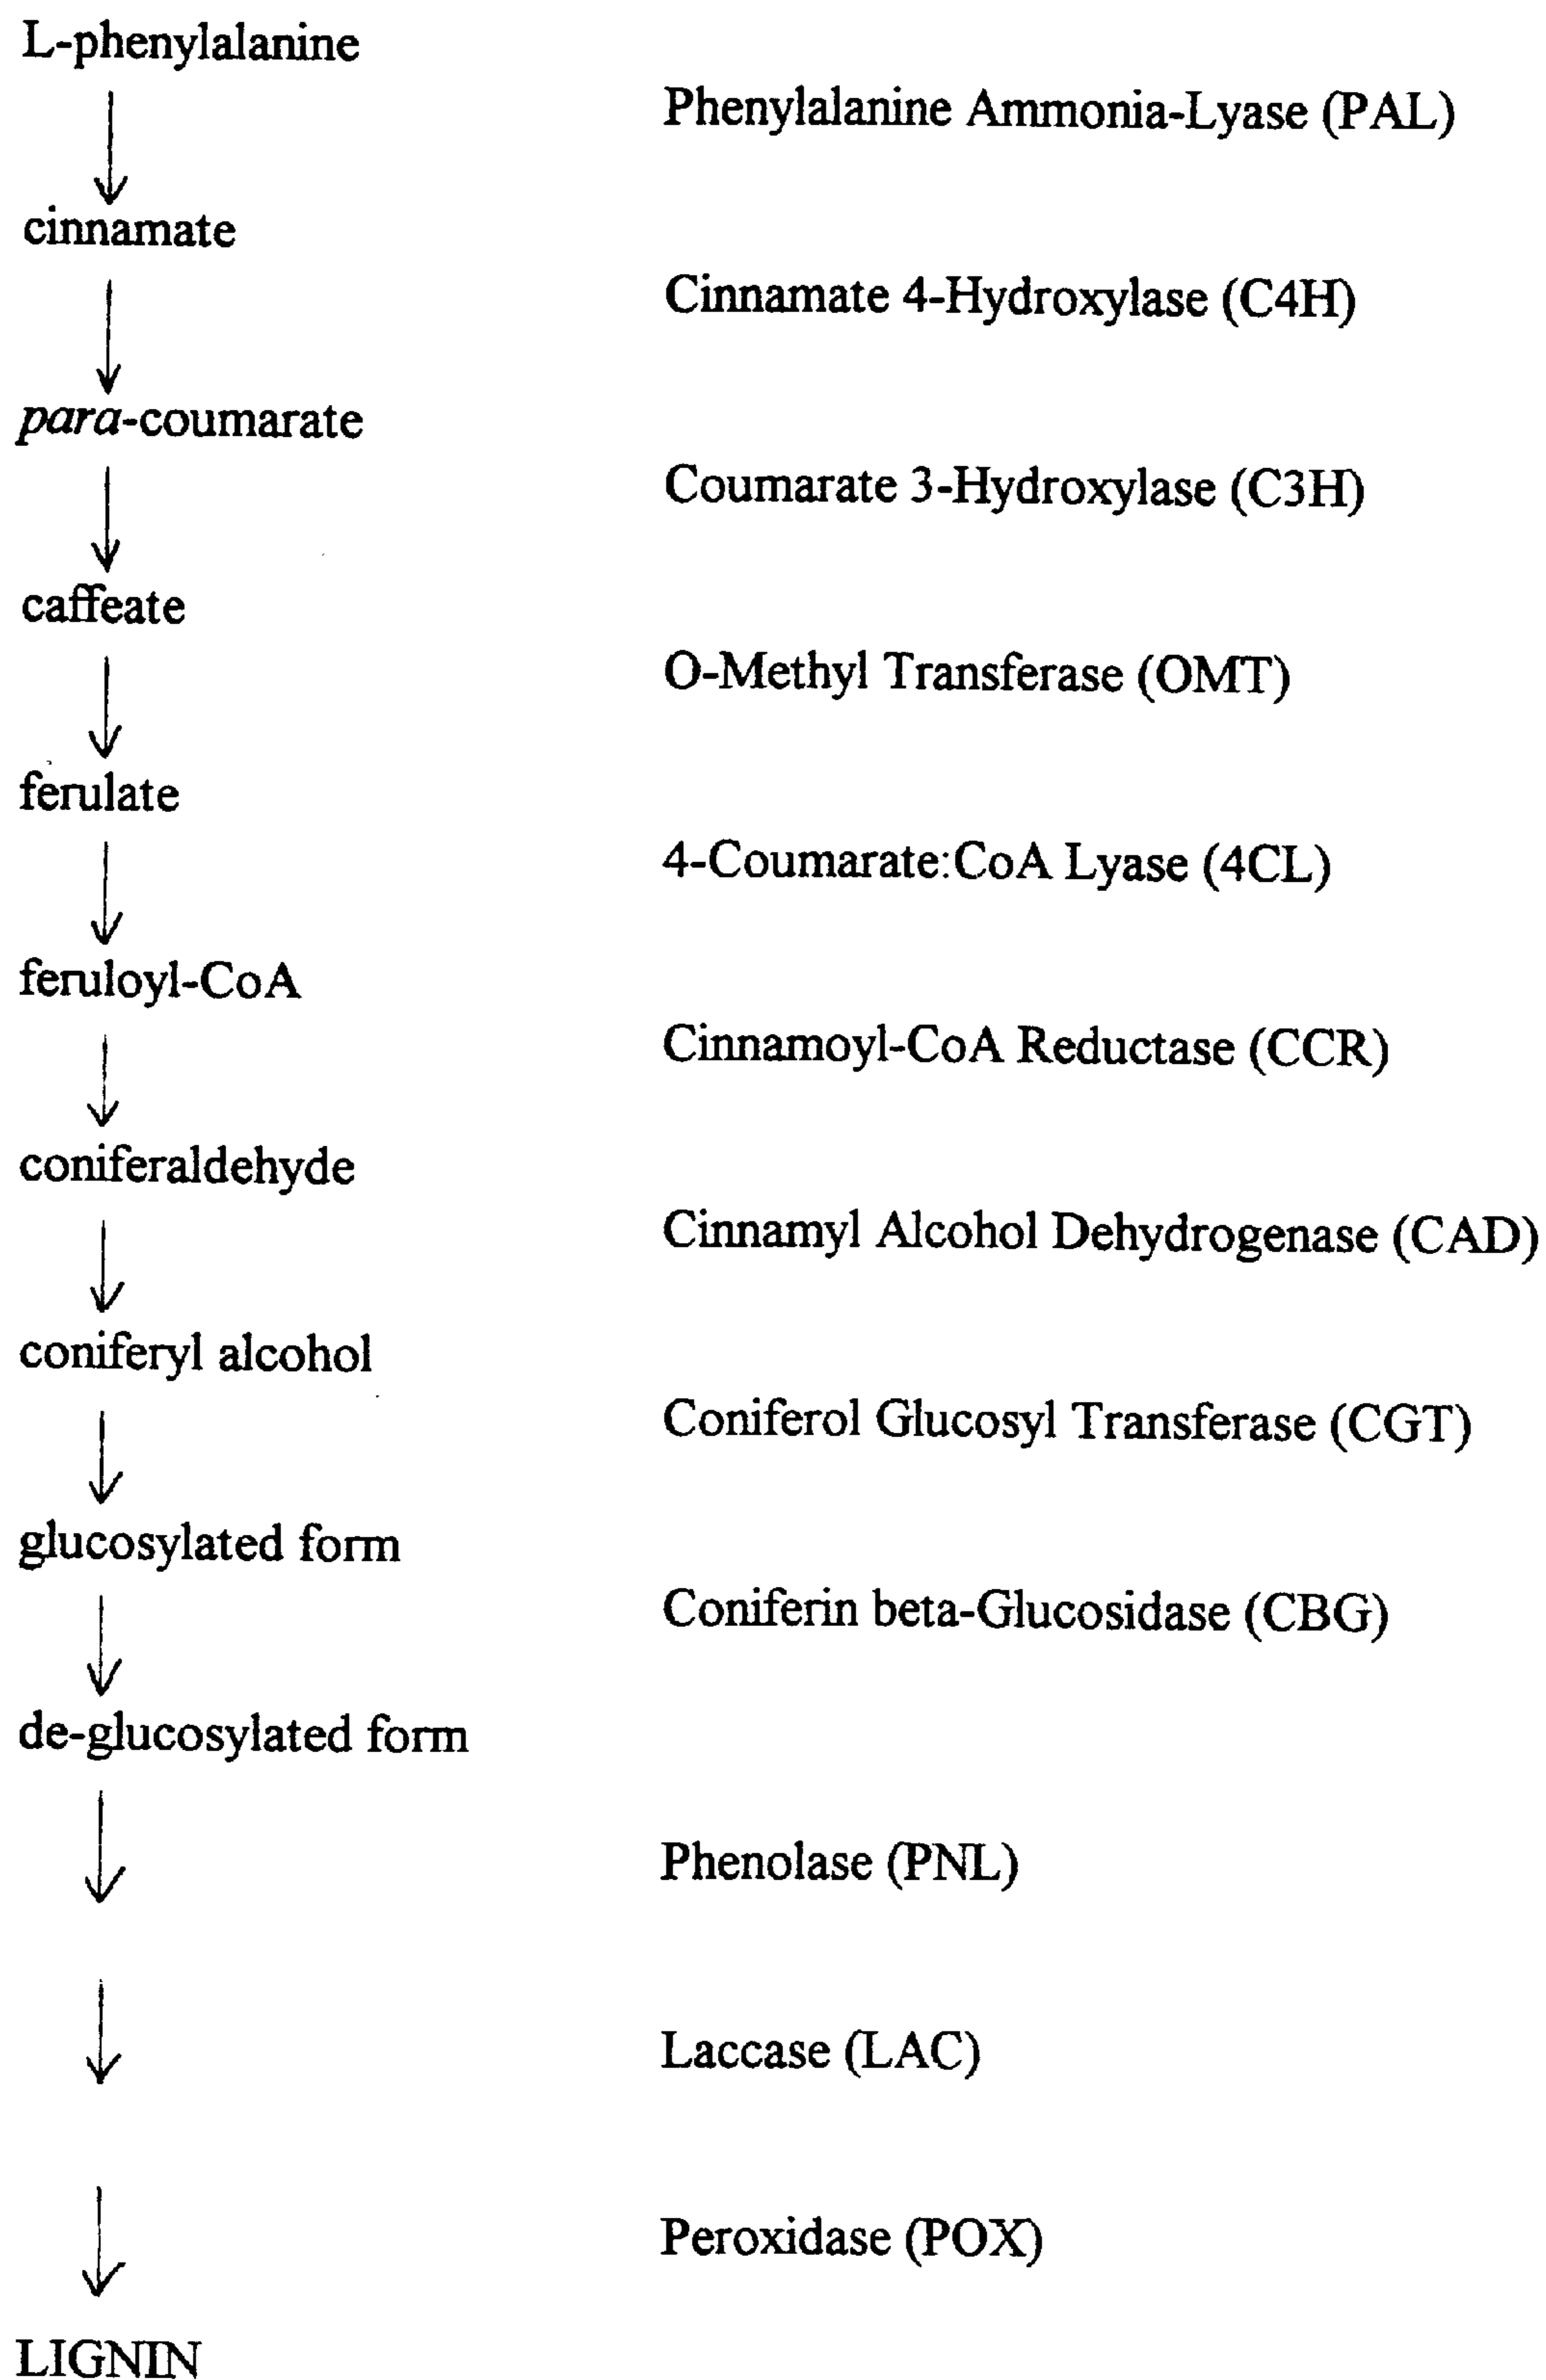 L-phenylalanine
Phenylalanine Ammonia-Lyase (PAL)
cinnamate
Cinnamate 4-Hydroxylase (C4H)
para-coumarate
Coumarate 3-Hydroxylase (C3H)
caffeate
O-Methyl Transferase (OMT)
ferulate
4-Coumarate:CoA Lyase (4CL)
feruloyl-CoA
Cinnamoyl-CoA Reductase (CCR)
coniferaldehyde
Cinnamyl Alcohol Dehydrogenase (CAD)
coniferyl alcohol
Coniferol Glucosyl Transferase (CGT)
glucosylated form
Coniferin beta-Glucosidase (CBG)
de-glucosylated form
Phenolase (PNL)
Laccase (LAC)
Peroxidase (POX)
LIGNIN